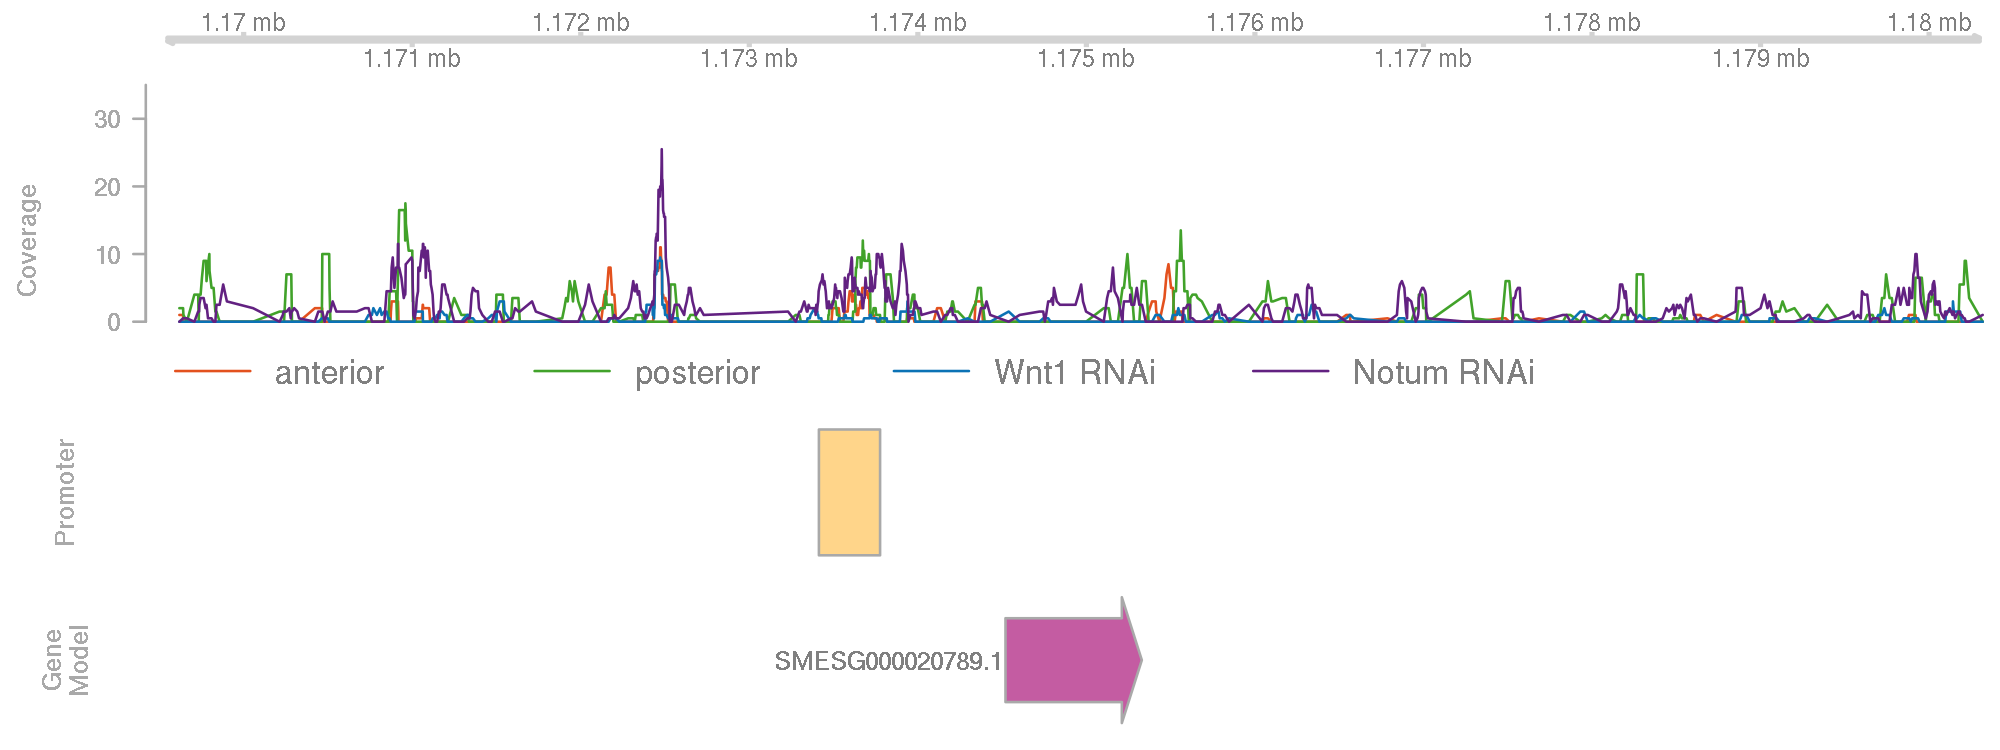 1.17 mb 1.172 mb 1.174 mb 1.176 mb 1.178 mb 1.18 mb
1.171 mb 1.173 mb 1.175 mb 1.177 mb 1.179 mb
Coverage
30
20
10
0
anterior posterior Wnt1 RNAi Notum RNAi
Promoter
Gene
Model
SMESG000020789.1